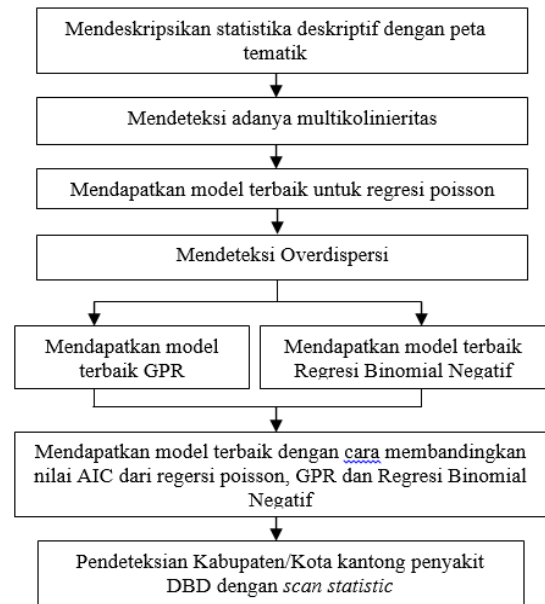 Mendeskripsikan statistika deskriptif dengan peta
tematik
Mendeteksi adanya multikolinieritas
Mendapatkan model terbaik untuk regresi poisson
Mendeteksi Overdispersi
Mendapatkan model
terbaik GPR
Mendapatkan model terbaik
Regresi Binomial Negatif
Mendapatkan model terbaik dengan cara membandingkan
nilai AIC dari regersi poisson, GPR dan Regresi Binomial
Negatif
Pendeteksian Kabupaten/Kota kantong penyakit
DBD dengan scan statistic